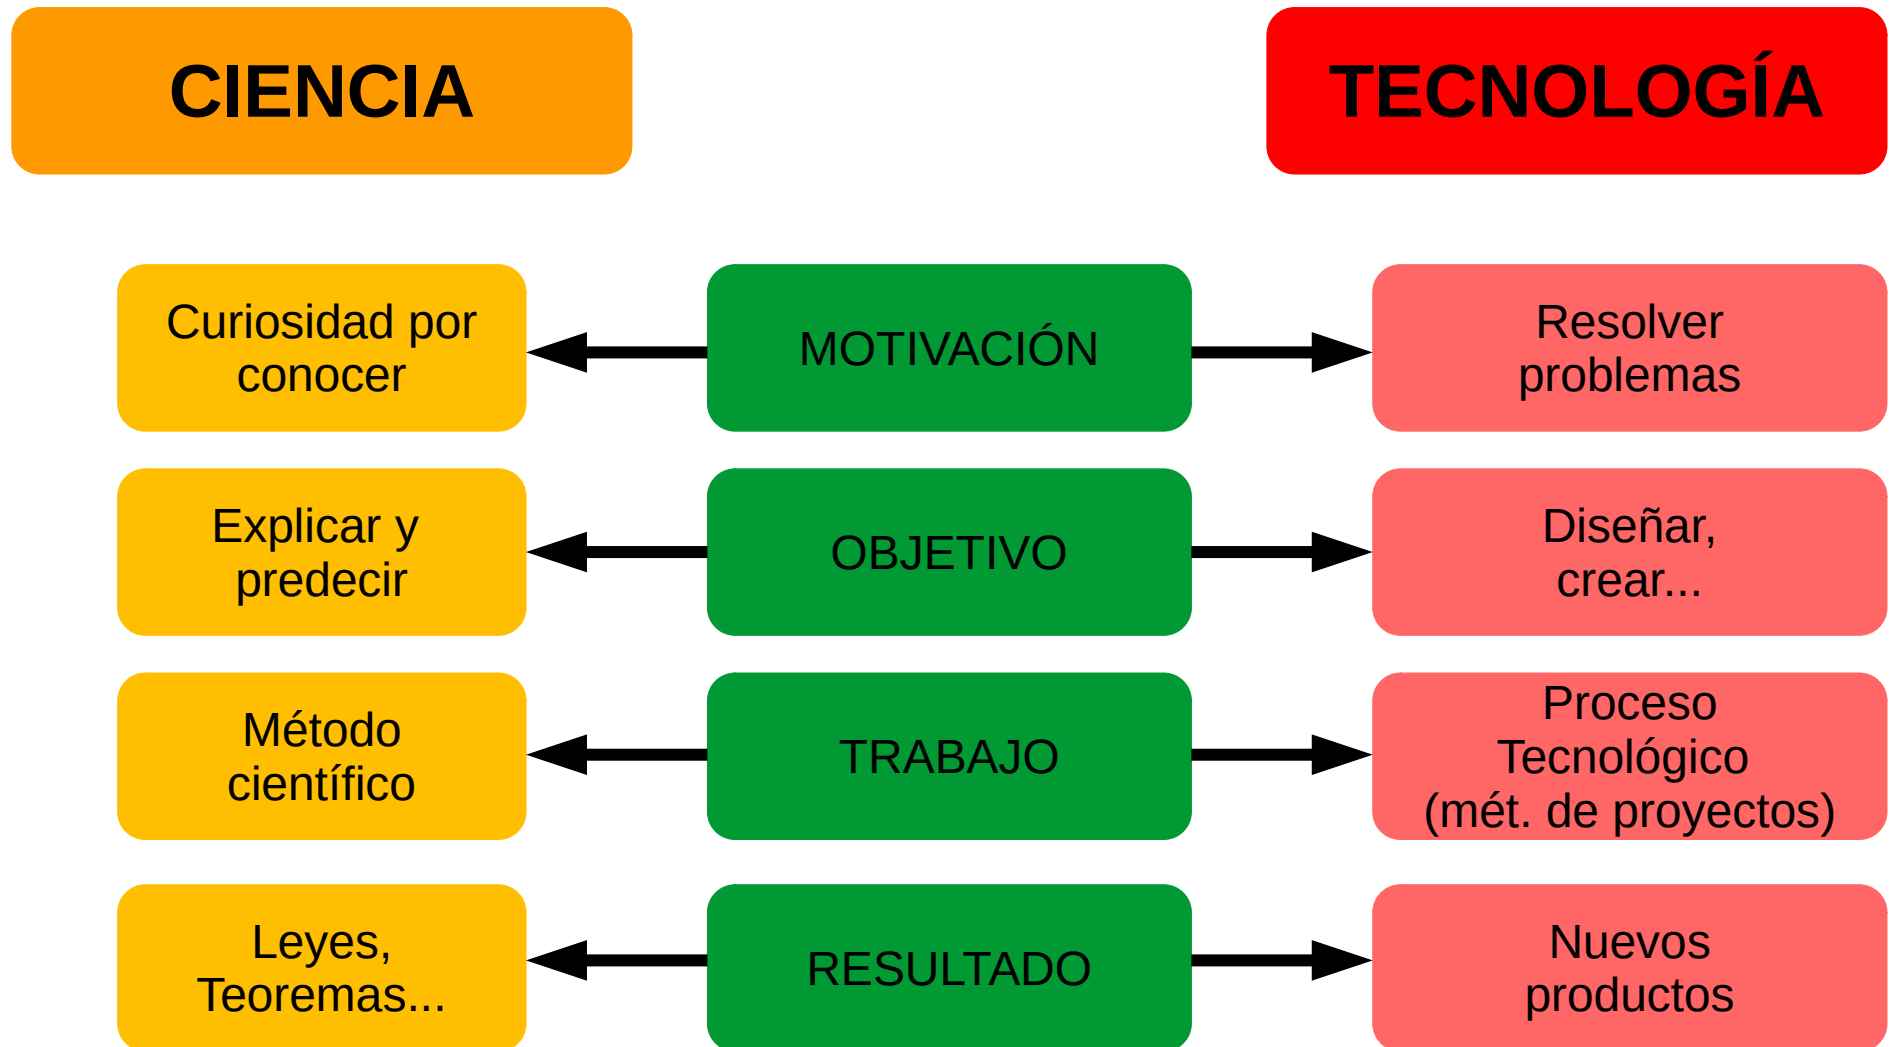 CIENCIA
TECNOLOGÍA
Curiosidad por
conocer
MOTIVACIÓN
Resolver
problemas
Explicar y
predecir
OBJETIVO
Diseñar,
crear...
Método
científico
TRABAJO
Proceso
Tecnológico
(mét. de proyectos)
Leyes,
Teoremas...
RESULTADO
Nuevos
productos